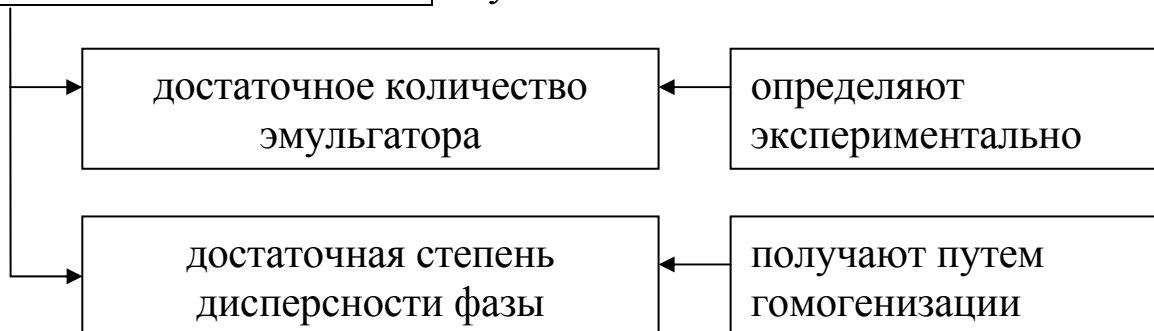 достаточное количество
эмульгатора
определяют
экспериментально
достаточная степень
дисперсности фазы
получают путем
гомогенизации